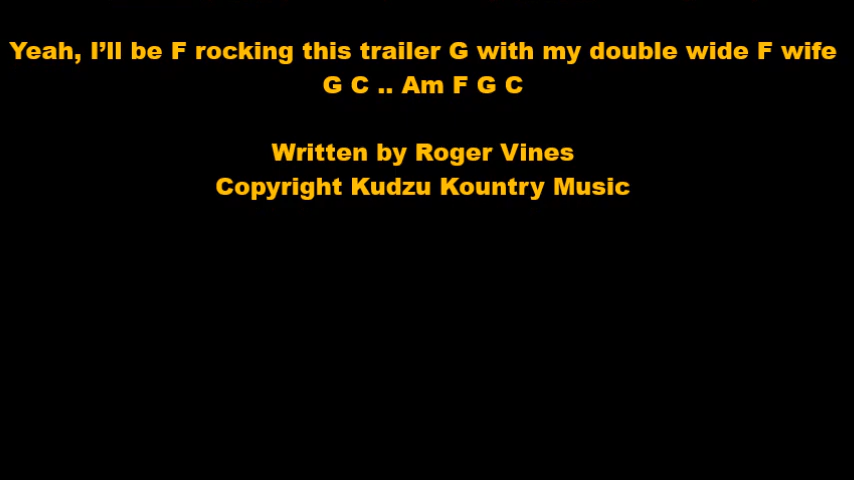 Yeah, I’ll be F rocking this trailer G with my double wide F wife
G C .. Am F G C
Written by Roger Vines
Copyright Kudzu Kountry Music